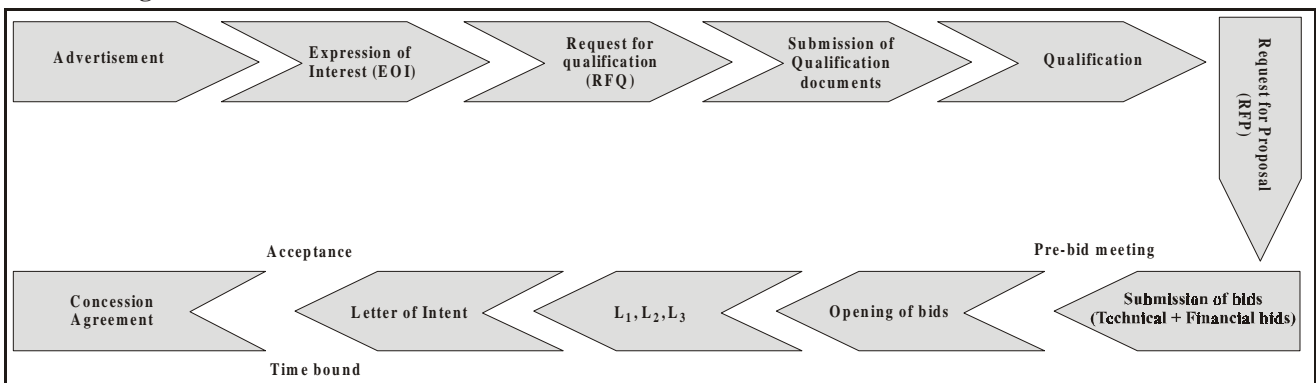 Advertisement
Expression of
Interest (EOI)
Request for
qualification
(RFQ)
Submission of
Qualification
documents
Qualification
Request for Proposal
(RFP)
Pre-bid meeting
Submission of bids
(Technical + Financial bids)
Opening of bids
L1, L2, L3
Letter of Intent
Acceptance
Time bound
Concession
Agreement